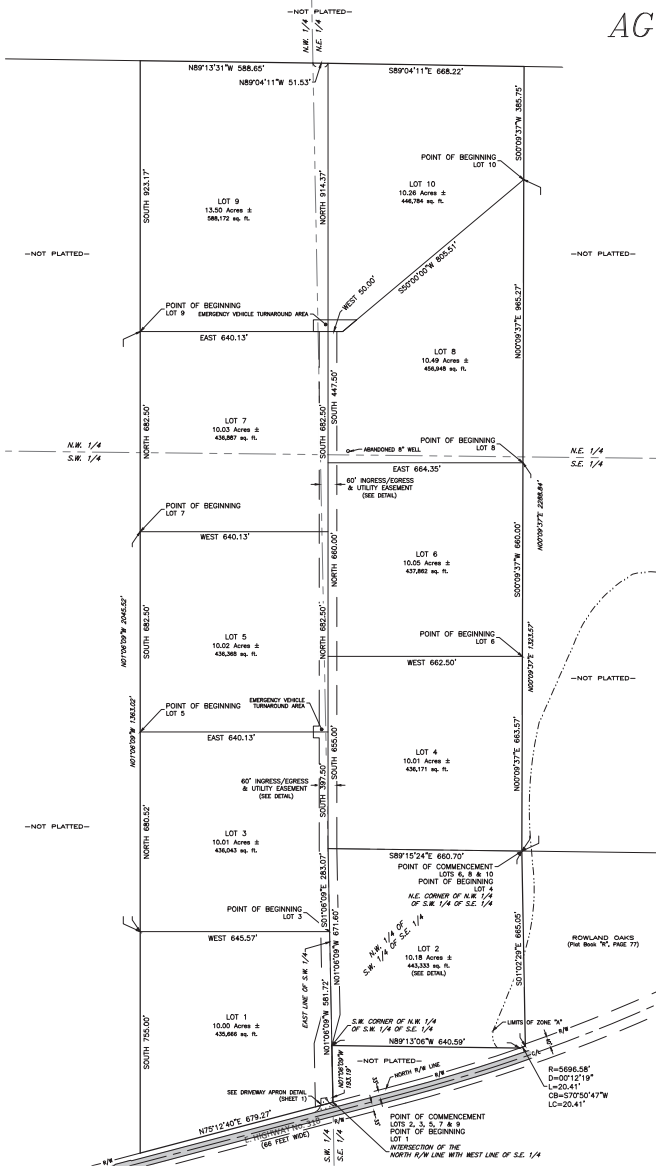 —NOT PLATTED—
AG
N.W. 1/4
N.E. 1/4
N89°13'31"W 588.65'
N89°04'11"W 51.53'
S89°04'11"E 668.22'
SOUTH 923.17'
NORTH 914.37'
S00°09'37"W 385.75'
POINT OF BEGINNING
LOT 10
LOT 9
13.50 Acres ±
588,172 sq. ft.
LOT 10
10.26 Acres ±
446,784 sq. ft.
—NOT PLATTED—
—NOT PLATTED—
WEST 50.00'
S50°00'00"W 805.51'
N00°09'37"E 965.27'
POINT OF BEGINNING
LOT 9
EMERGENCY VEHICLE TURNAROUND AREA
EAST 640.13'
LOT 8
10.49 Acres ±
456,948 sq. ft.
LOT 7
10.03 Acres ±
436,887 sq. ft.
NORTH 682.50'
SOUTH 682.50'
SOUTH 447.50'
N.W. 1/4
S.W. 1/4
ABANDONED 8" WELL
POINT OF BEGINNING
LOT 8
N.E. 1/4
S.E. 1/4
EAST 664.35'
60' INGRESS/EGRESS
& UTILITY EASEMENT
(SEE DETAIL)
N00°09'37"E 2288.84'
POINT OF BEGINNING
LOT 7
WEST 640.13'
NORTH 660.00'
LOT 6
10.05 Acres ±
437,862 sq. ft.
S00°09'37"W 660.00'
N01°06'09"W 2045.52'
SOUTH 682.50'
LOT 5
10.02 Acres ±
436,368 sq. ft.
NORTH 682.50'
POINT OF BEGINNING
LOT 6
WEST 662.50'
N00°09'37"E 1323.57'
—NOT PLATTED—
N01°06'09"W 1363.02'
POINT OF BEGINNING
LOT 5
EMERGENCY VEHICLE
TURNAROUND AREA
EAST 640.13'
SOUTH 655.00'
LOT 4
10.01 Acres ±
436,171 sq. ft.
N00°09'37"E 663.57'
60' INGRESS/EGRESS
& UTILITY EASEMENT
(SEE DETAIL)
SOUTH 397.50'
—NOT PLATTED—
NORTH 680.52'
LOT 3
10.01 Acres ±
436,043 sq. ft.
S89°15'24"E 660.70'
POINT OF COMMENCEMENT
LOTS 6, 8 & 10
POINT OF BEGINNING
LOT 4
N.E. CORNER OF N.W. 1/4
OF S.W. 1/4 OF S.E. 1/4
S01°06'09"E 283.07'
POINT OF BEGINNING
LOT 3
WEST 645.57'
N01°06'09"W 671.60'
N.W. 1/4 OF
S.W. 1/4 OF S.E. 1/4
LOT 2
10.18 Acres ±
443,333 sq. ft.
(SEE DETAIL)
S01°02'29"E 665.05'
ROWLAND OAKS
(Plat Book "R", PAGE 77)
EAST LINE OF S.W. 1/4
N01°06'09"W 581.72'
SOUTH 755.00'
LOT 1
10.00 Acres ±
435,666 sq. ft.
S.W. CORNER OF N.W. 1/4
OF S.W. 1/4 OF S.E. 1/4
LIMITS OF ZONE "A"
N89°13'06"W 640.59'
R/W
C/L
N01°06'09"W
193.19'
—NOT PLATTED—
NORTH R/W LINE
R/W
33'
33'
R=5696.58'
D=00°12'19"
L=20.41'
CB=S70°50'47"W
LC=20.41'
SEE DRIVEWAY APRON DETAIL
(SHEET 1)
N75°12'40"E 679.27'
E. HIGHWAY No. 318
(66 FEET WIDE)
R/W
S.W. 1/4
S.E. 1/4
POINT OF COMMENCEMENT
LOTS 2, 3, 5, 7 & 9
POINT OF BEGINNING
LOT 1
INTERSECTION OF THE
NORTH R/W LINE WITH WEST LINE OF S.E. 1/4